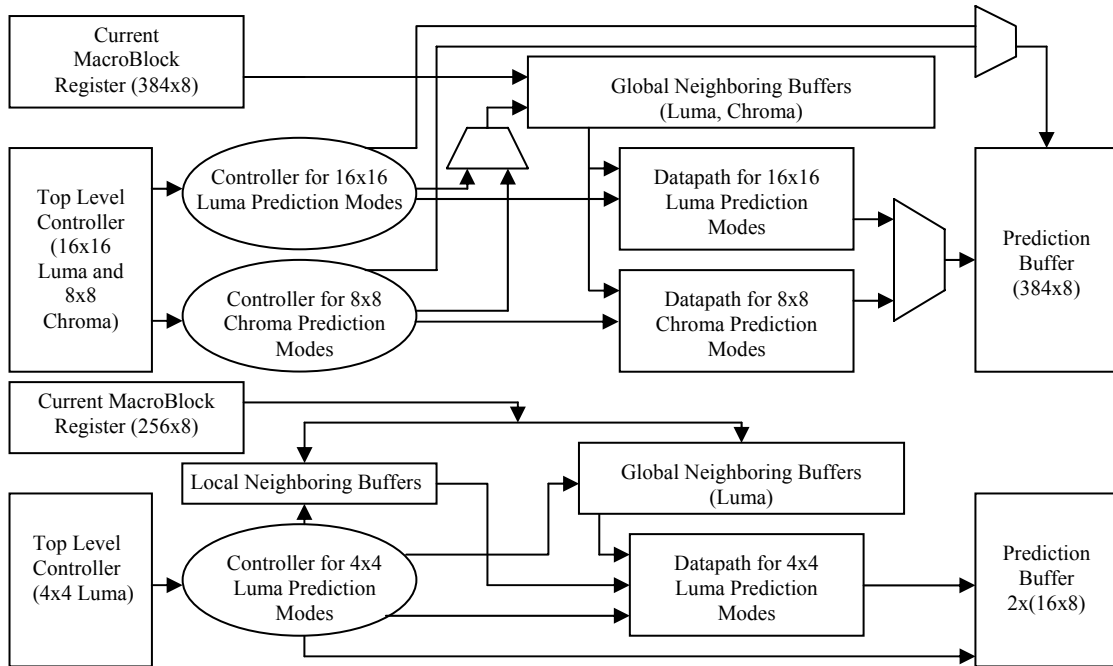 Current
MacroBlock
Register (384x8)
Global Neighboring Buffers
(Luma, Chroma)
Top Level
Controller
(16x16
Luma and
8x8
Chroma)
Controller for 16x16
Luma Prediction Modes
Datapath for 16x16
Luma Prediction
Modes
Prediction
Buffer
(384x8)
Controller for 8x8
Chroma Prediction
Modes
Datapath for 8x8
Chroma Prediction
Modes
Current MacroBlock
Register (256x8)
Local Neighboring Buffers
Global Neighboring Buffers
(Luma)
Top Level
Controller
(4x4 Luma)
Controller for 4x4
Luma Prediction
Modes
Datapath for 4x4
Luma Prediction
Modes
Prediction
Buffer
2x(16x8)